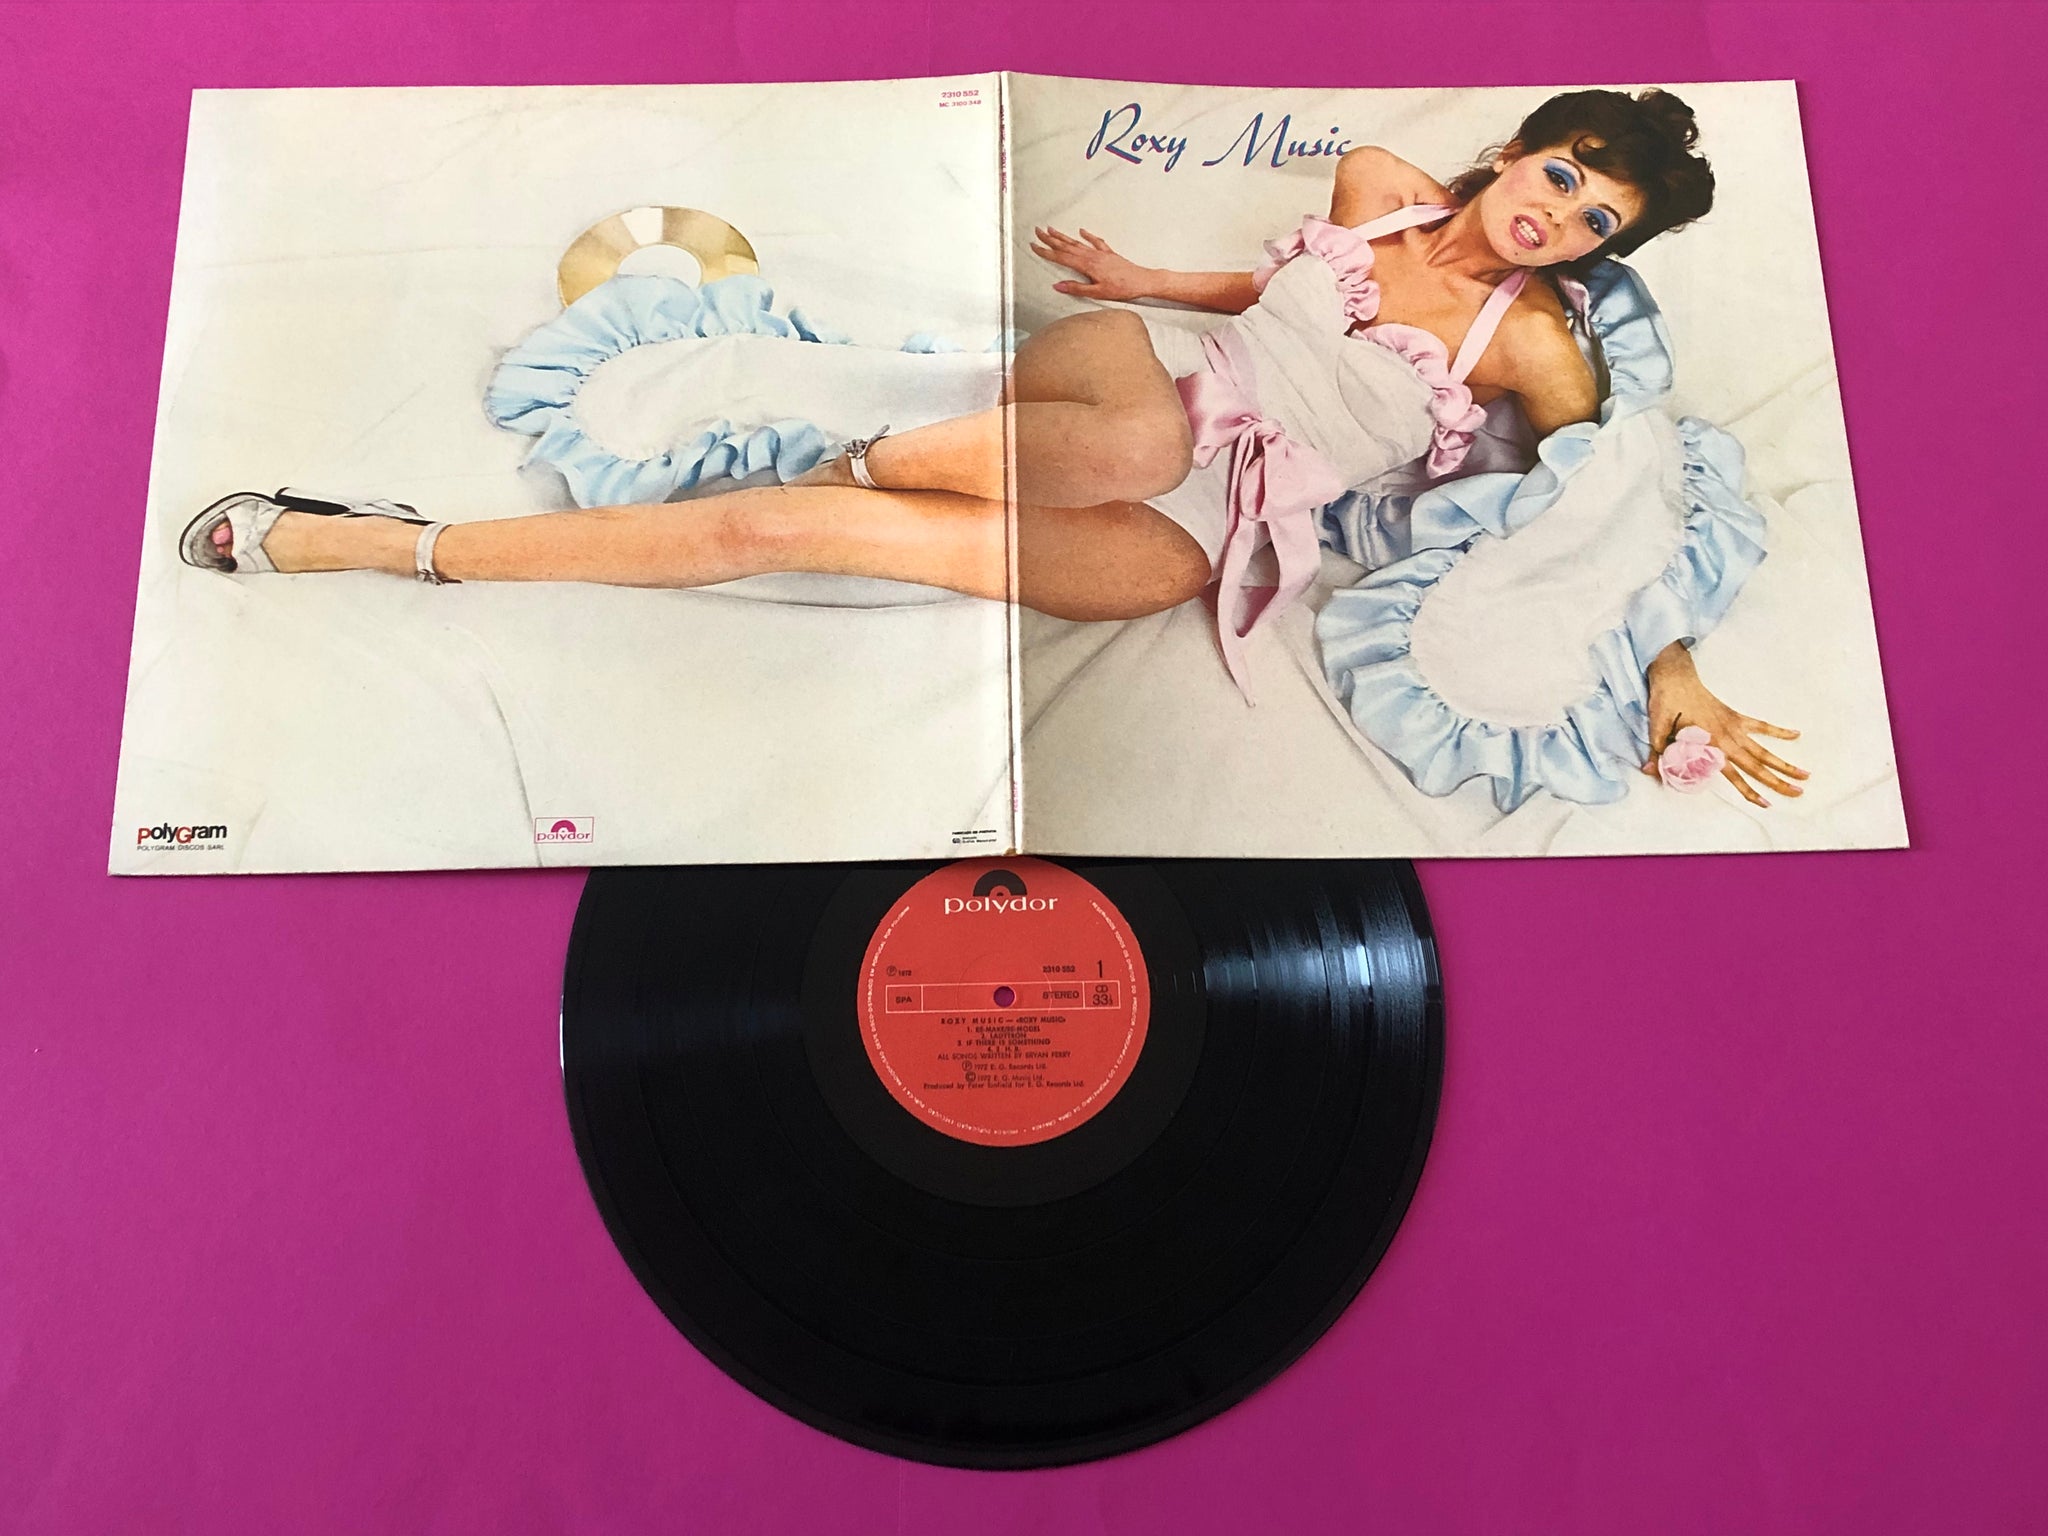 2310 552
MC 3100 348
Roxy Music
PolyGram
POLYGRAM DISCOS SARL
polydor
polydor
℗ 1972
2310 552
1
SPA
STEREO
33⅓
ROXY MUSIC — «ROXY MUSIC»
1. RE-MAKE/RE-MODEL
2. LADYTRON
3. IF THERE IS SOMETHING
4. 2. H. B.
ALL SONGS WRITTEN BY BRYAN FERRY
℗ 1972 E. G. Records Ltd.
© 1972 E. G. Music Ltd.
Produced by Peter Sinfield for E. G. Records Ltd.